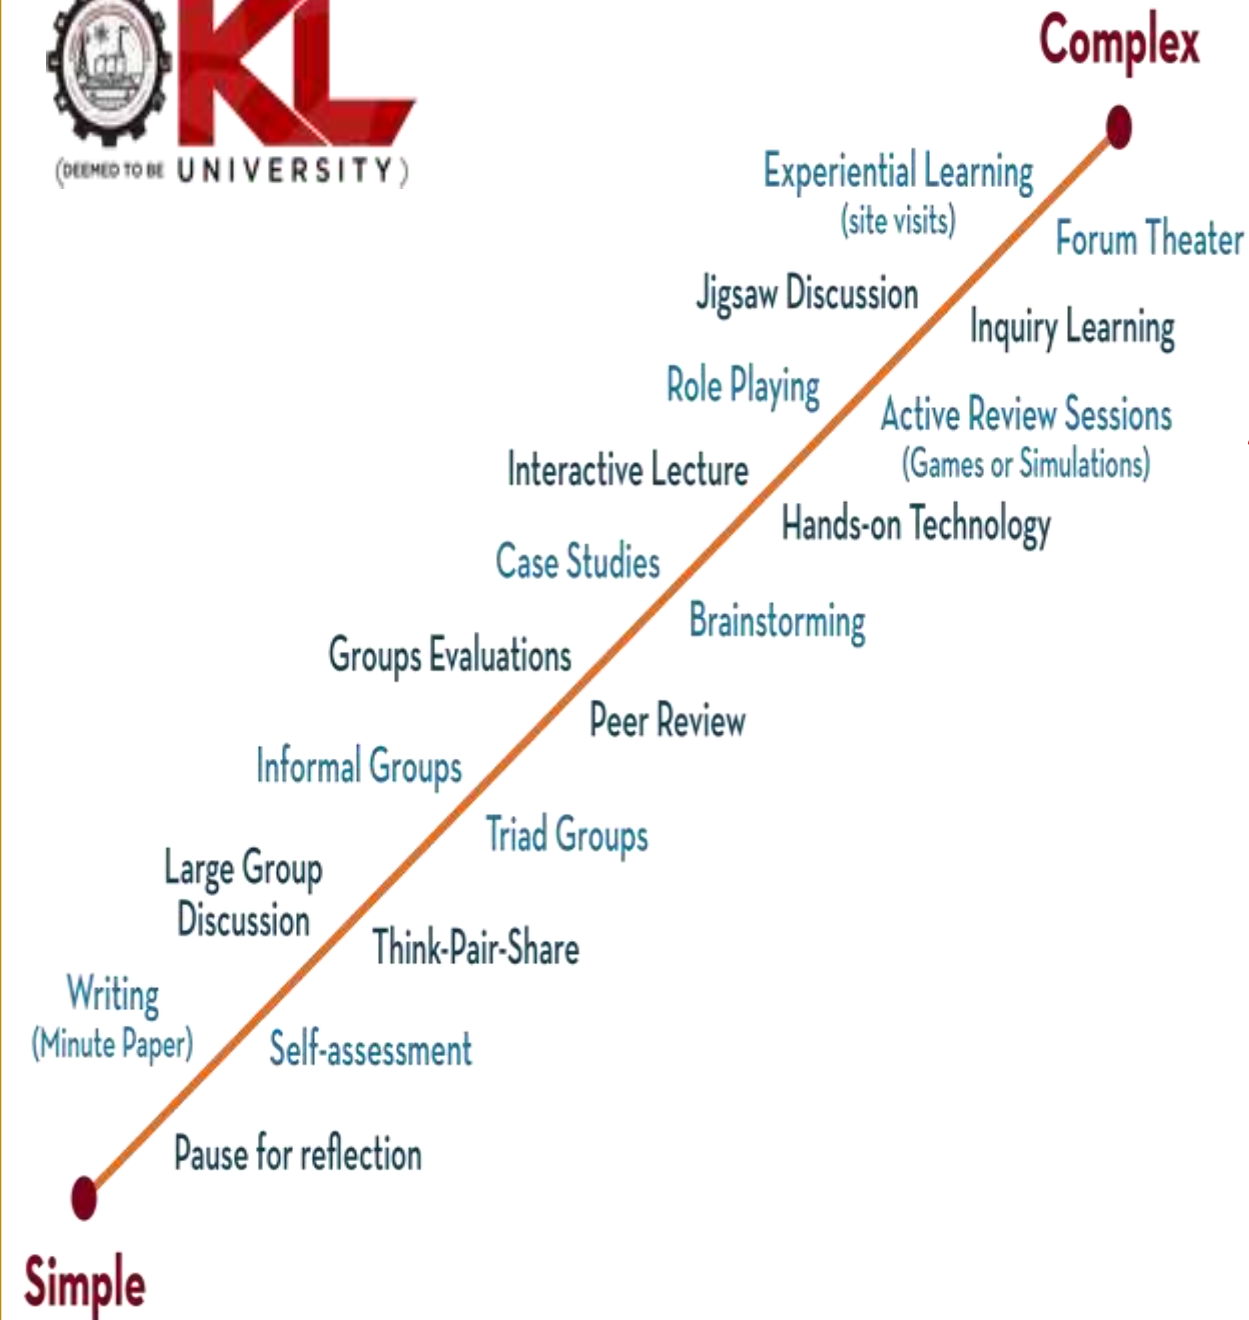 KL
(DEEMED TO BE UNIVERSITY)
Complex
Experiential Learning
(site visits)
Forum Theater
Jigsaw Discussion
Inquiry Learning
Role Playing
Active Review Sessions
(Games or Simulations)
Interactive Lecture
Hands-on Technology
Case Studies
Brainstorming
Groups Evaluations
Peer Review
Informal Groups
Triad Groups
Large Group
Discussion
Think-Pair-Share
Writing
(Minute Paper)
Self-assessment
Pause for reflection
Simple